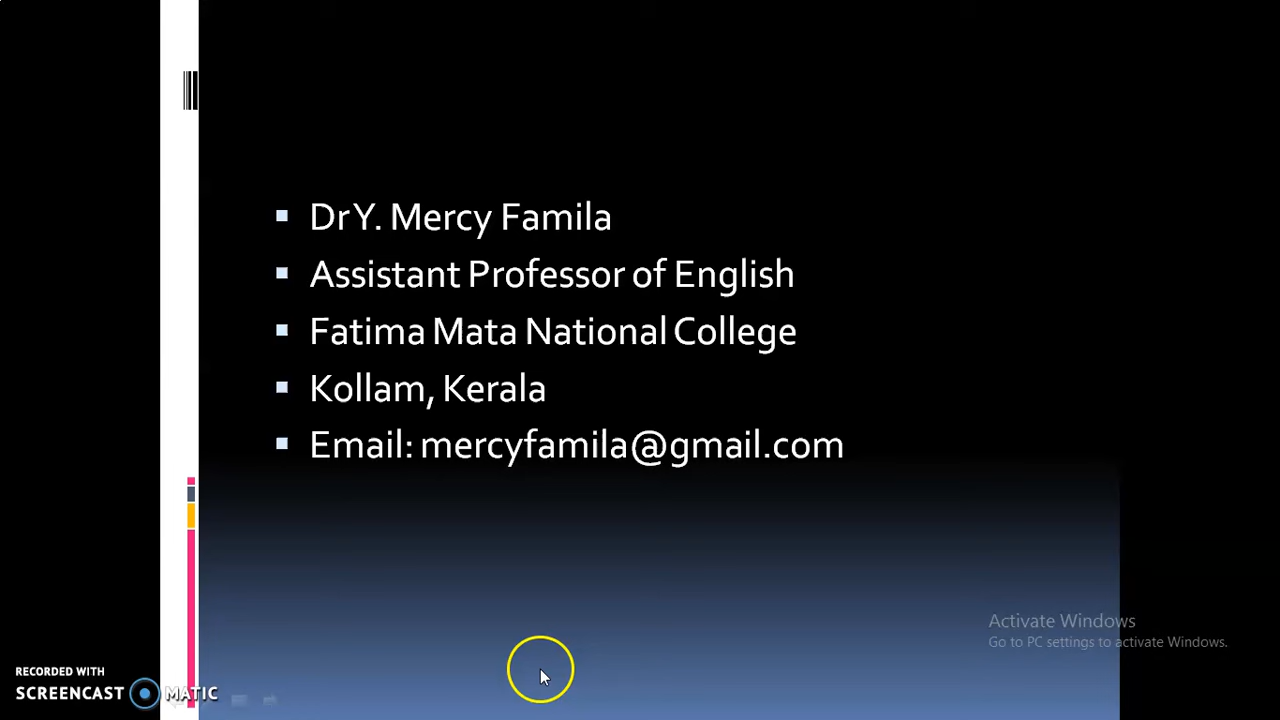 Dr Y. Mercy Famila
Assistant Professor of English
Fatima Mata National College
Kollam, Kerala
Email: mercyfamila@gmail.com
Activate Windows
Go to PC settings to activate Windows.
RECORDED WITH
SCREENCAST MATIC